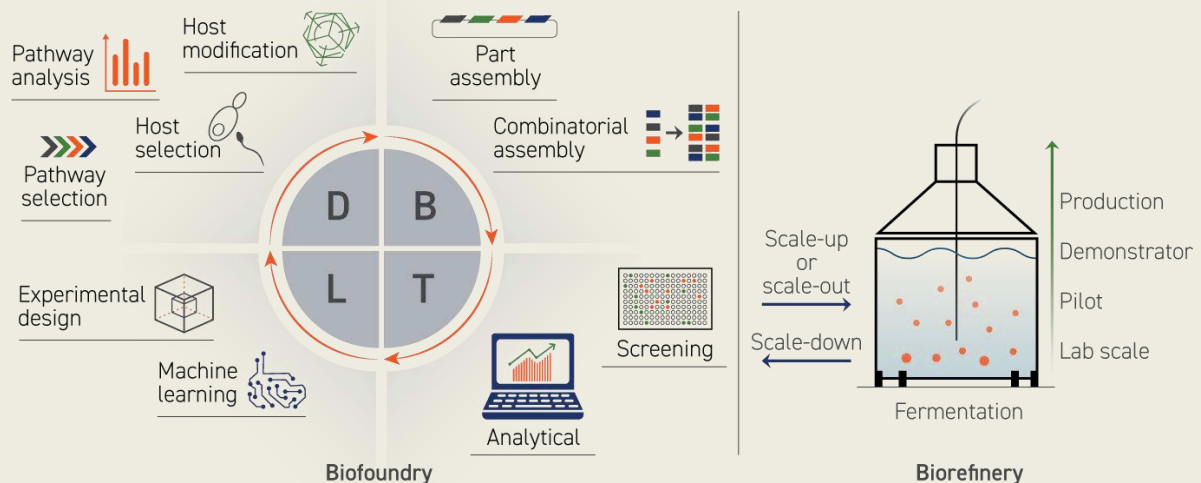 Pathway
analysis
Host
modification
Host
selection
Pathway
selection
Part
assembly
Combinatorial
assembly
D
B
L
T
Experimental
design
Machine
learning
Screening
Analytical
Biofoundry
Scale-up
or
scale-out
Scale-down
Production
Demonstrator
Pilot
Lab scale
Fermentation
Biorefinery